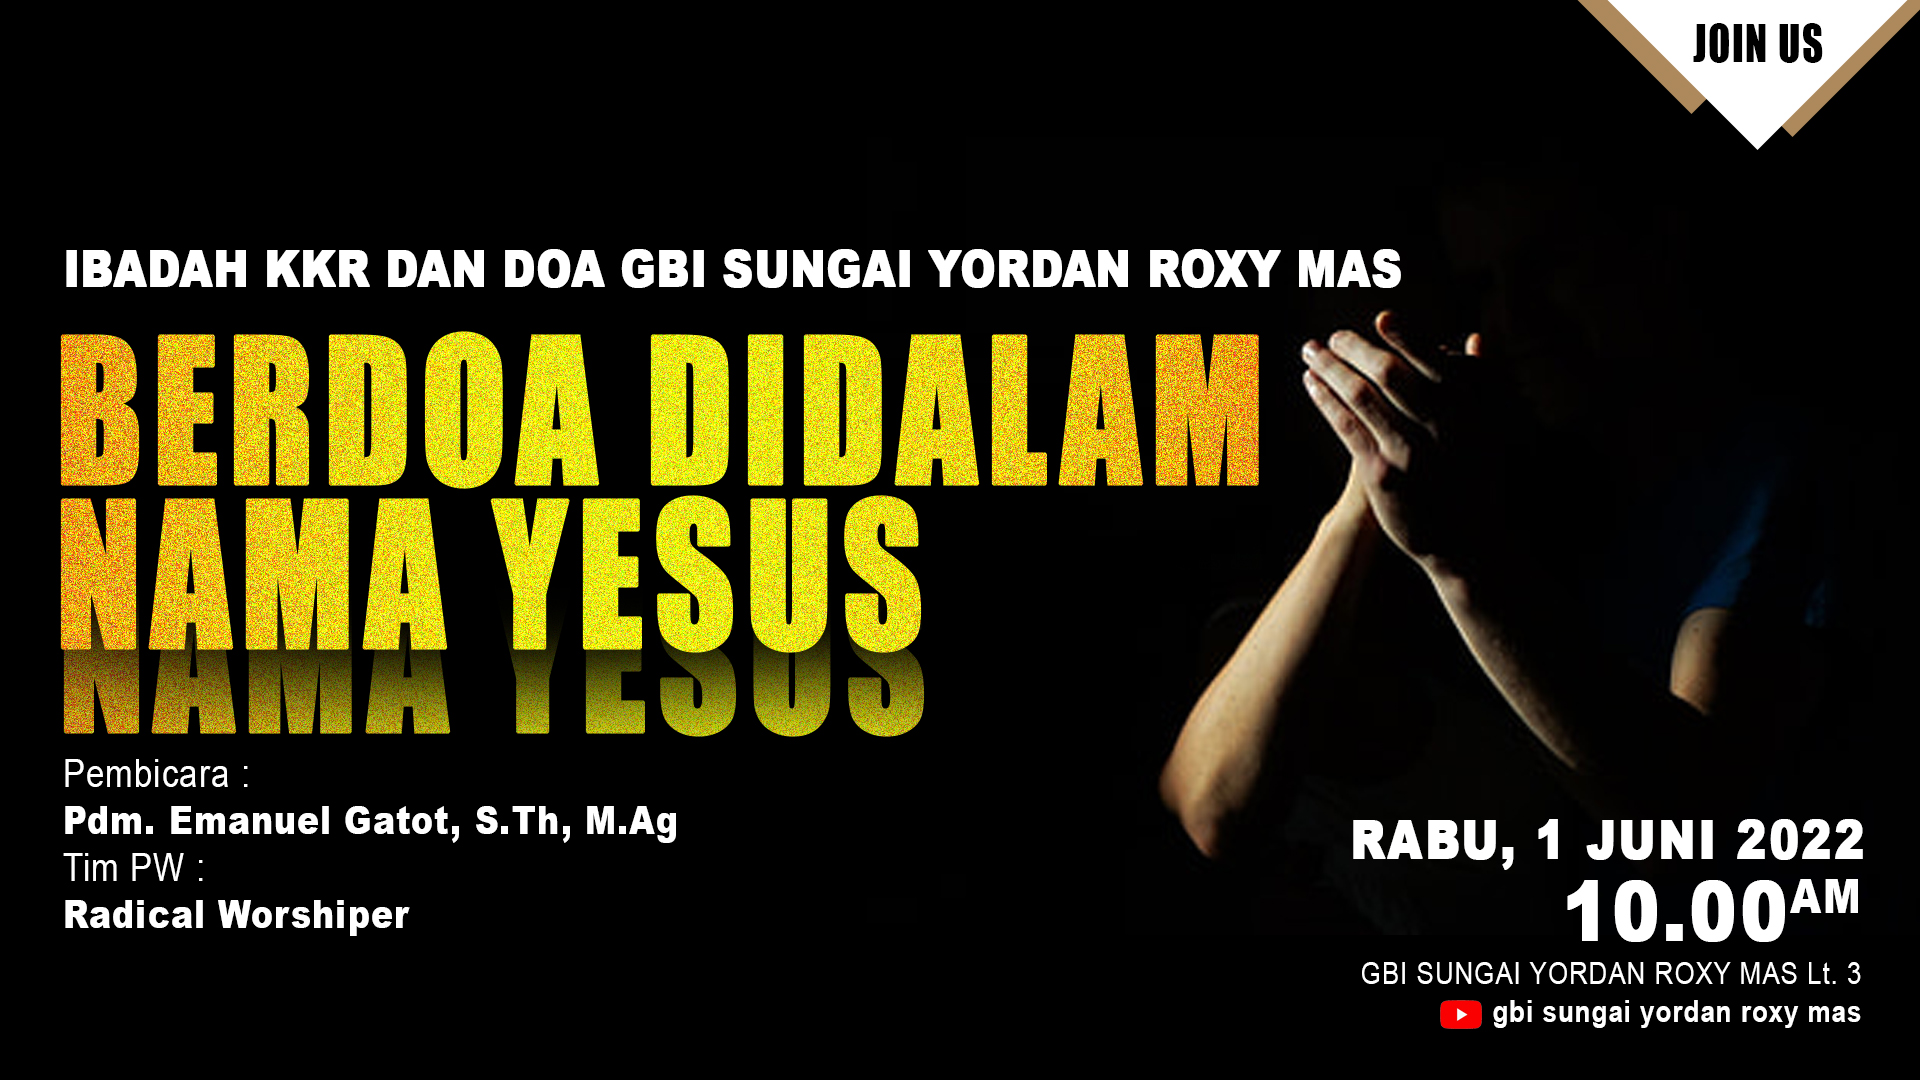 JOIN US
IBADAH KKR DAN DOA GBI SUNGAI YORDAN ROXY MAS
BERDOA DIDALAM
NAMA YESUS
Pembicara :
Pdm. Emanuel Gatot, S.Th, M.Ag
Tim PW :
Radical Worshiper
RABU, 1 JUNI 2022
10.00AM
GBI SUNGAI YORDAN ROXY MAS Lt. 3
gbi sungai yordan roxy mas